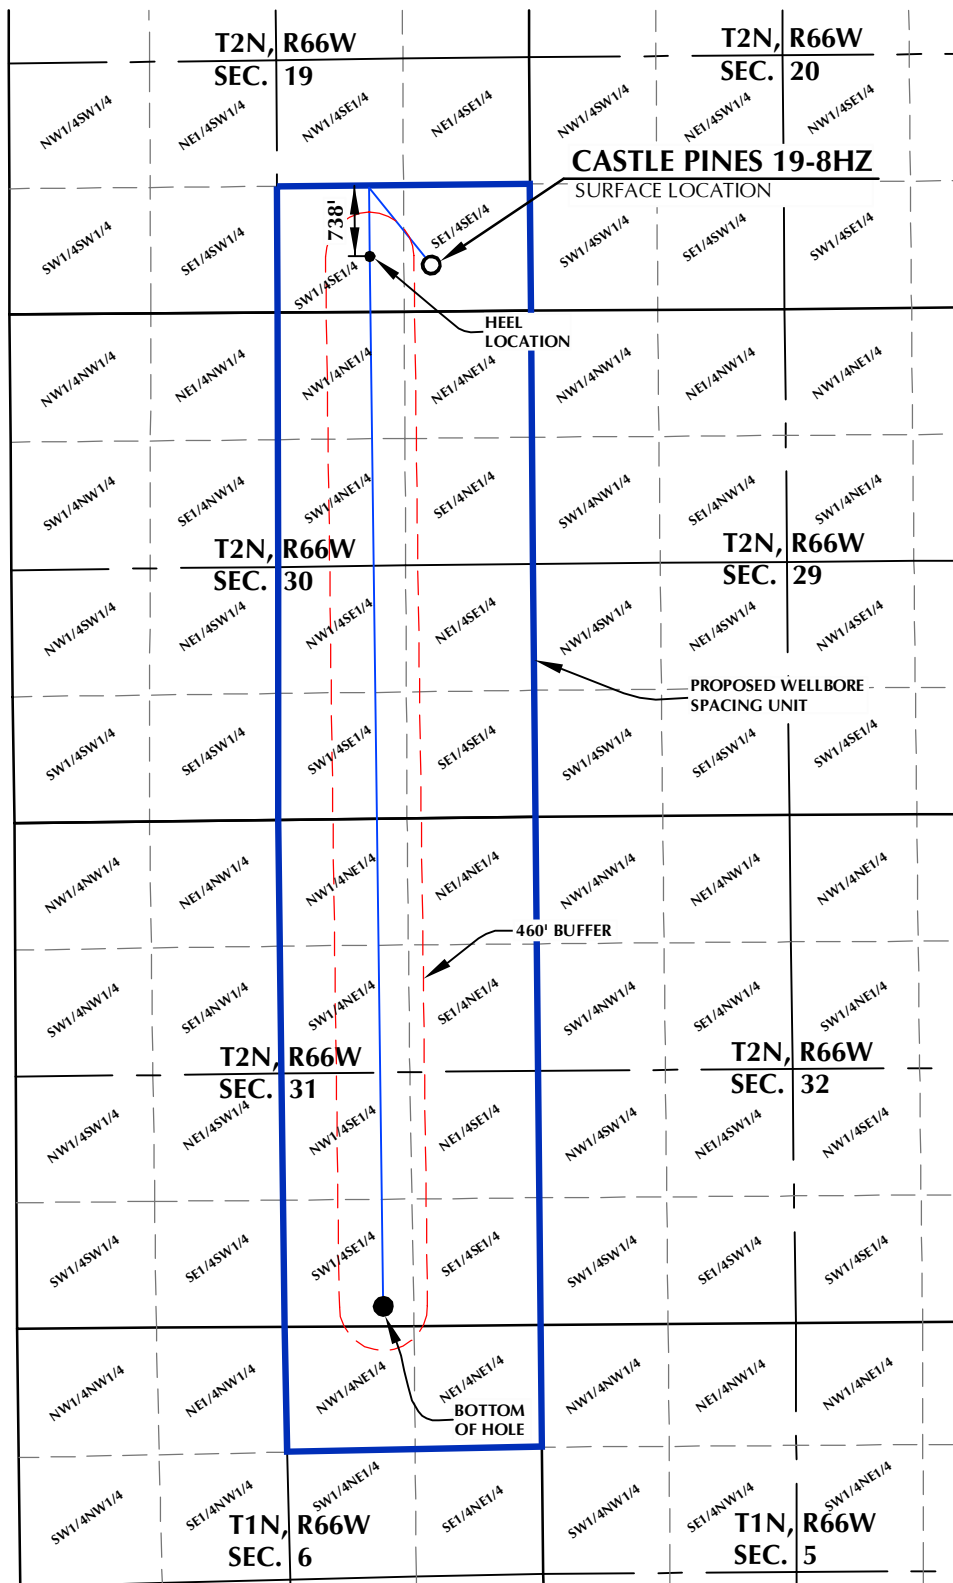 T2N, R66W
SEC. 19
T2N, R66W
SEC. 20
NW1/4SW1/4
NE1/4SW1/4
NW1/4SE1/4
NE1/4SE1/4
NW1/4SW1/4
NE1/4SW1/4
NW1/4SE1/4
CASTLE PINES 19-8HZ
SURFACE LOCATION
738'
SW1/4SW1/4
SE1/4SW1/4
SW1/4SE1/4
SE1/4SE1/4
SW1/4SW1/4
SE1/4SW1/4
SW1/4SE1/4
HEEL
LOCATION
NW1/4NW1/4
NE1/4NW1/4
NW1/4NE1/4
NE1/4NE1/4
NW1/4NW1/4
NE1/4NW1/4
NW1/4NE1/4
SW1/4NW1/4
SE1/4NW1/4
SW1/4NE1/4
SE1/4NE1/4
SW1/4NW1/4
SE1/4NW1/4
SW1/4NE1/4
T2N, R66W
SEC. 30
T2N, R66W
SEC. 29
NW1/4SW1/4
NE1/4SW1/4
NW1/4SE1/4
NE1/4SE1/4
NW1/4SW1/4
NE1/4SW1/4
NW1/4SE1/4
PROPOSED WELLBORE
SPACING UNIT
SW1/4SW1/4
SE1/4SW1/4
SW1/4SE1/4
SE1/4SE1/4
SW1/4SW1/4
SE1/4SW1/4
SW1/4SE1/4
NW1/4NW1/4
NE1/4NW1/4
NW1/4NE1/4
NE1/4NE1/4
NW1/4NW1/4
NE1/4NW1/4
NW1/4NE1/4
460' BUFFER
SW1/4NW1/4
SE1/4NW1/4
SW1/4NE1/4
SE1/4NE1/4
SW1/4NW1/4
SE1/4NW1/4
SW1/4NE1/4
T2N, R66W
SEC. 31
T2N, R66W
SEC. 32
NW1/4SW1/4
NE1/4SW1/4
NW1/4SE1/4
NE1/4SE1/4
NW1/4SW1/4
NE1/4SW1/4
NW1/4SE1/4
SW1/4SW1/4
SE1/4SW1/4
SW1/4SE1/4
SE1/4SE1/4
SW1/4SW1/4
SE1/4SW1/4
SW1/4SE1/4
NW1/4NW1/4
NE1/4NW1/4
NW1/4NE1/4
NE1/4NE1/4
NW1/4NW1/4
NE1/4NW1/4
NW1/4NE1/4
BOTTOM
OF HOLE
SW1/4NW1/4
SE1/4NW1/4
SW1/4NE1/4
SE1/4NE1/4
SW1/4NW1/4
SE1/4NW1/4
SW1/4NE1/4
T1N, R66W
SEC. 6
T1N, R66W
SEC. 5